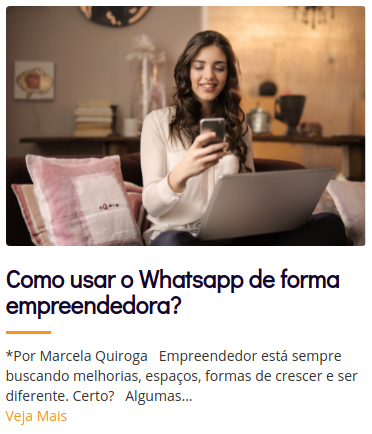 Como usar o Whatsapp de forma
empreendedora?
*Por Marcela Quiroga   Empreendedor está sempre
buscando melhorias, espaços, formas de crescer e ser
diferente. Certo?   Algumas...
Veja Mais